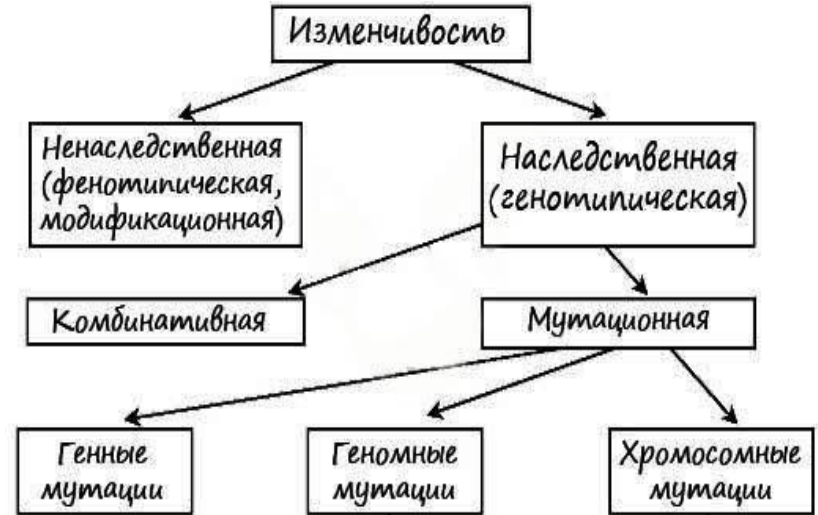 Изменчивость
Ненаследственная
(фенотипическая,
модификационная)
Наследственная
(генотипическая)
Комбинативная
Мутационная
Генные
мутации
Геномные
мутации
Хромосомные
мутации